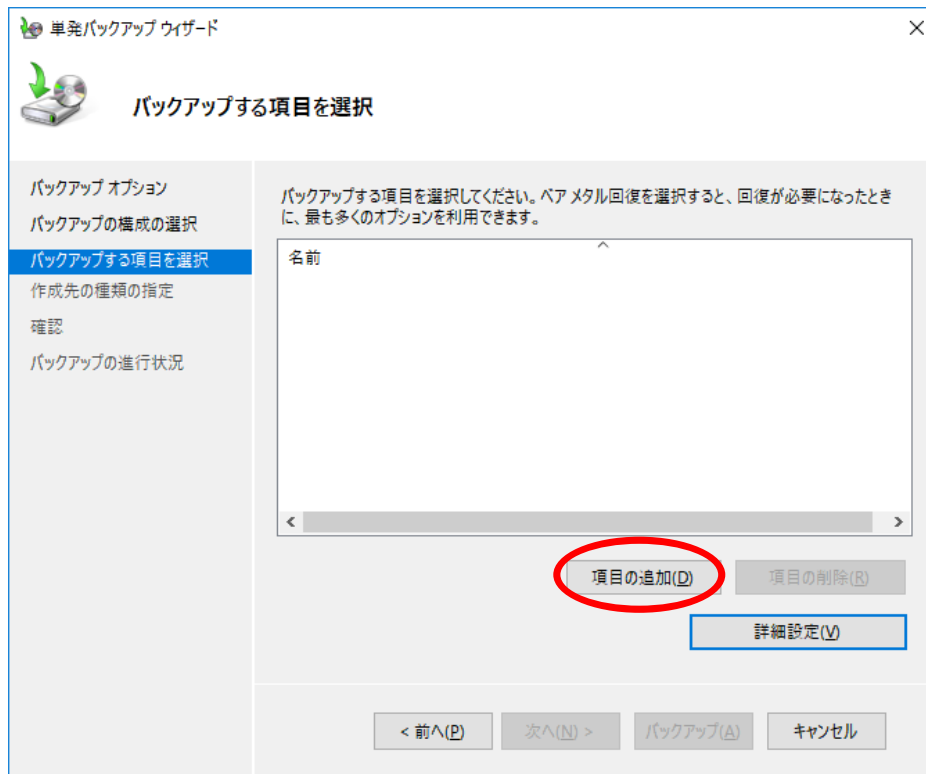 単発バックアップ ウィザード
バックアップする項目を選択
バックアップ オプション
バックアップの構成の選択
バックアップする項目を選択
作成先の種類の指定
確認
バックアップの進行状況
バックアップする項目を選択してください。ベア メタル回復を選択すると、回復が必要になったとき
に、最も多くのオプションを利用できます。
名前
項目の追加(D) 項目の削除(R)
詳細設定(V)
< 前へ(P) 次へ(N) > バックアップ(A) キャンセル